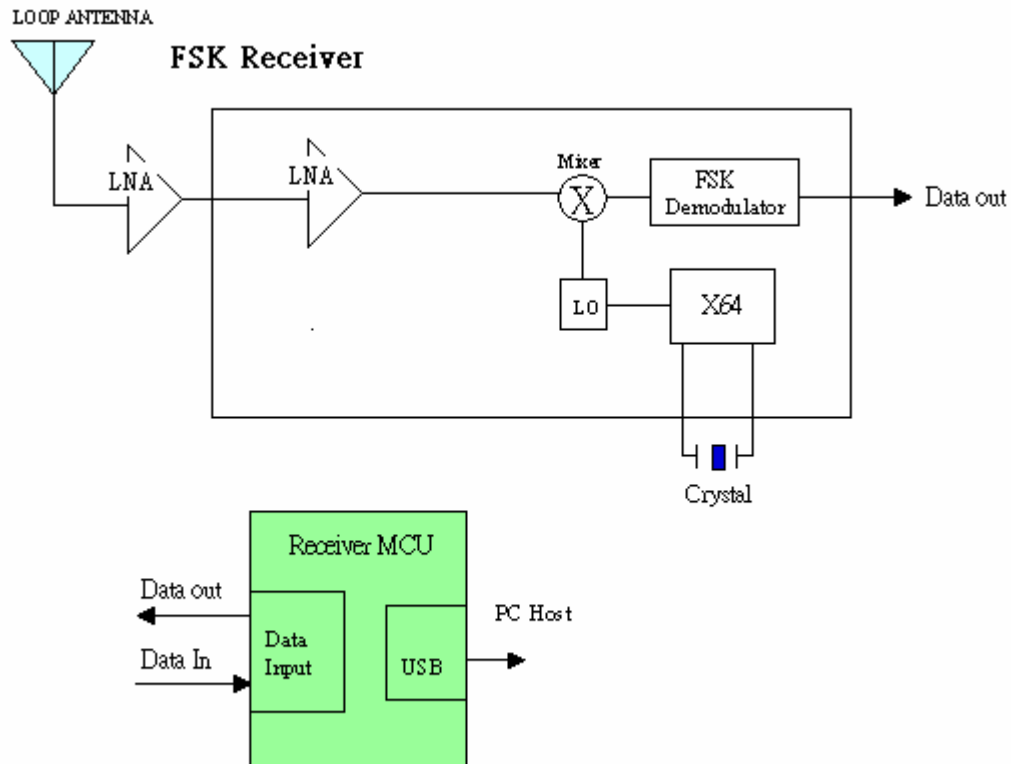 LOOP ANTENNA
FSK Receiver
LNA
LNA
Mixer
X
FSK
Demodulator
Data out
LO
X64
Crystal
Receiver MCU
Data out
Data In
Data
Input
USB
PC Host